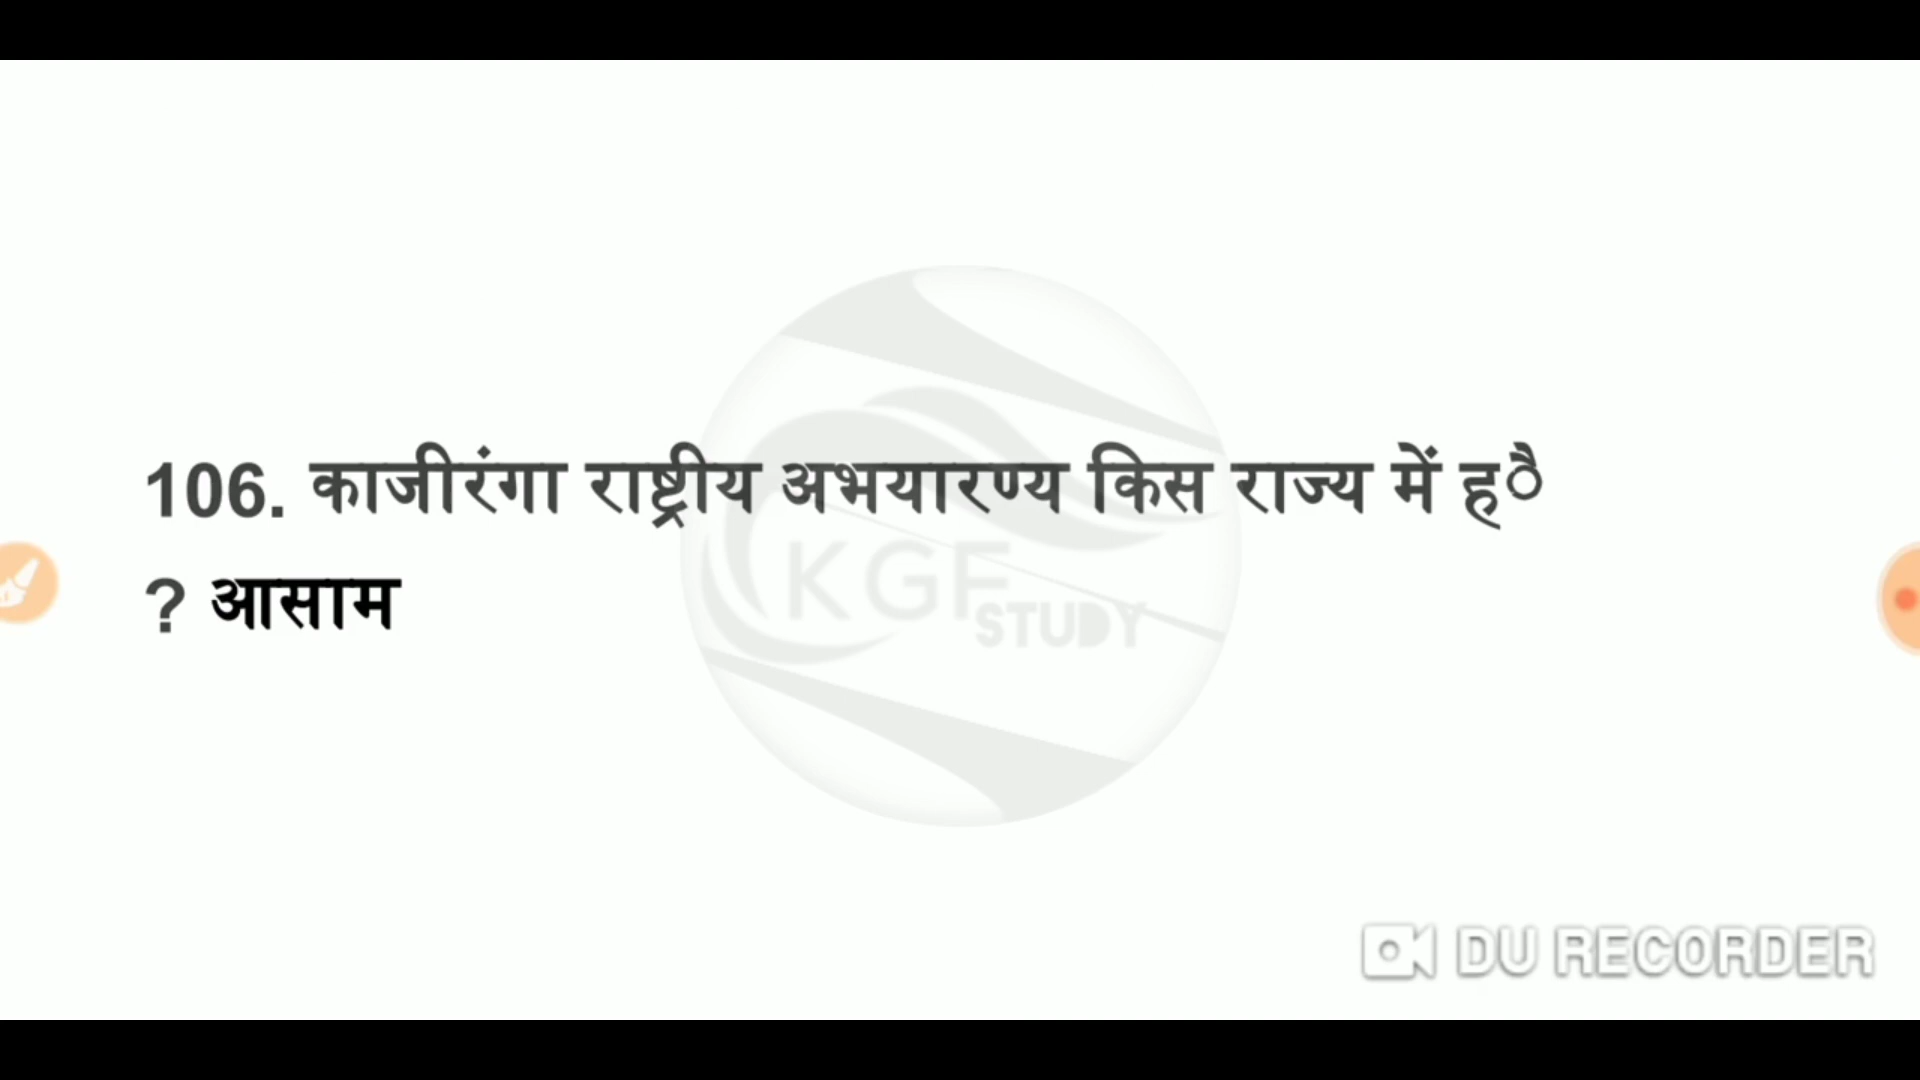 106. काजीरंगा राष्ट्रीय अभयारण्य किस राज्य में हेै
? आसाम
KGF
STUDY
DU RECORDER